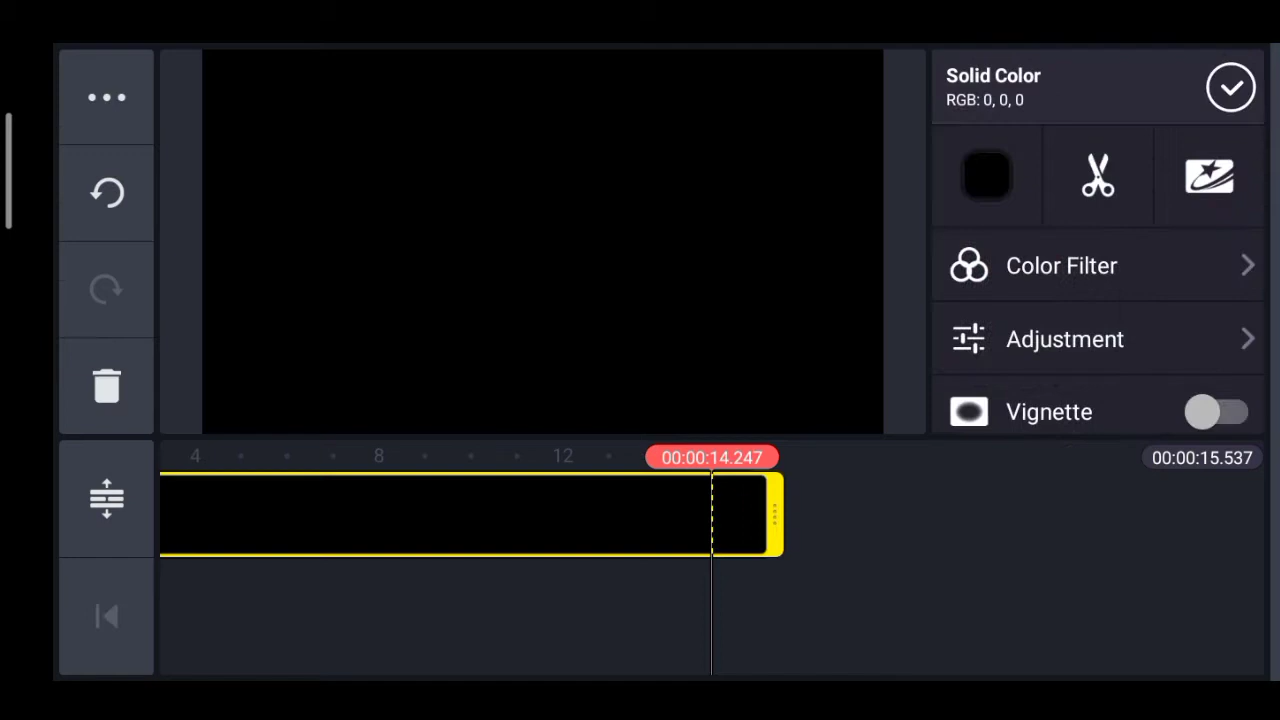 Solid Color
RGB: 0, 0, 0
Color Filter
Adjustment
Vignette
4 8 12 00:00:14.247 00:00:15.537